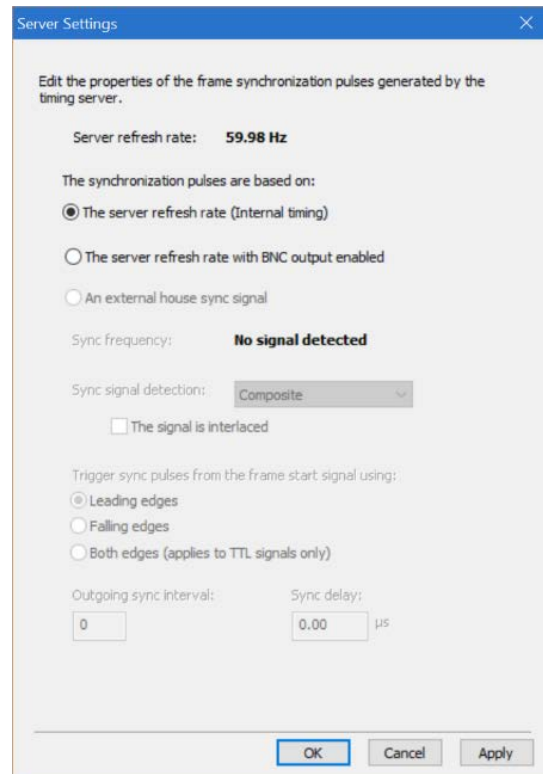 Server Settings
Edit the properties of the frame synchronization pulses generated by the
timing server.
Server refresh rate: 59.98 Hz
The synchronization pulses are based on:
The server refresh rate (Internal timing)
The server refresh rate with BNC output enabled
An external house sync signal
Sync frequency: No signal detected
Sync signal detection: Composite
The signal is interlaced
Trigger sync pulses from the frame start signal using:
Leading edges
Falling edges
Both edges (applies to TTL signals only)
Outgoing sync interval: Sync delay:
0 0.00 µs
OK Cancel Apply